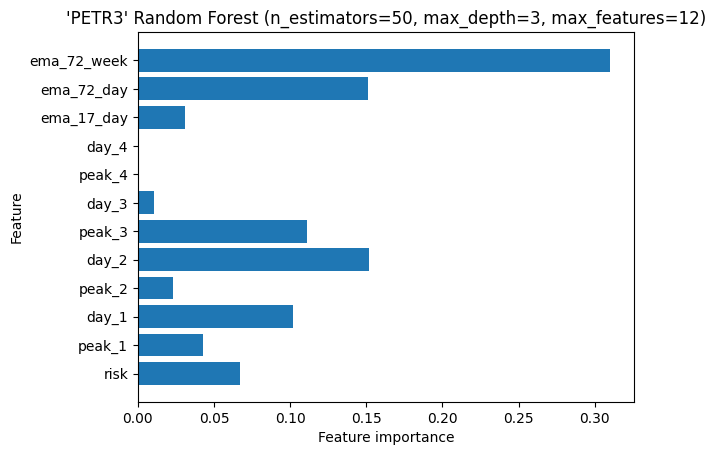 'PETR3' Random Forest (n_estimators=50, max_depth=3, max_features=12)
Feature
ema_72_week
ema_72_day
ema_17_day
day_4
peak_4
day_3
peak_3
day_2
peak_2
day_1
peak_1
risk
0.00 0.05 0.10 0.15 0.20 0.25 0.30
Feature importance